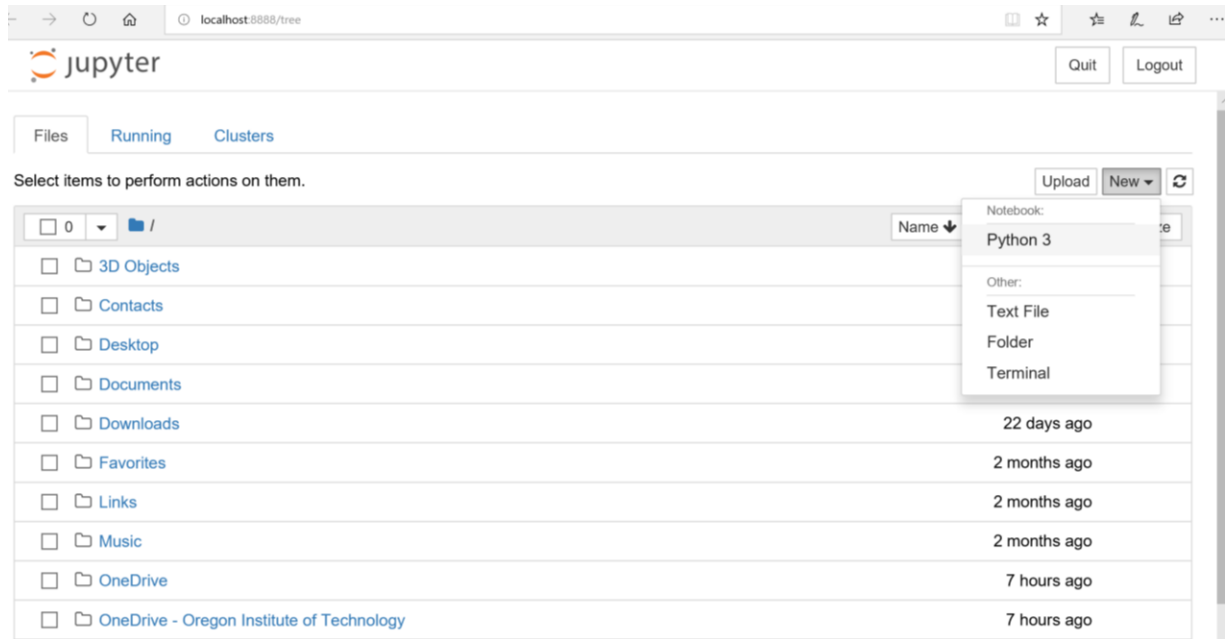 localhost:8888/tree
jupyter
Quit Logout
Files Running Clusters
Select items to perform actions on them.
Upload New
Notebook:
Python 3
Other:
Text File
Folder
Terminal
0 / Name
3D Objects
Contacts
Desktop
Documents
Downloads 22 days ago
Favorites 2 months ago
Links 2 months ago
Music 2 months ago
OneDrive 7 hours ago
OneDrive - Oregon Institute of Technology 7 hours ago